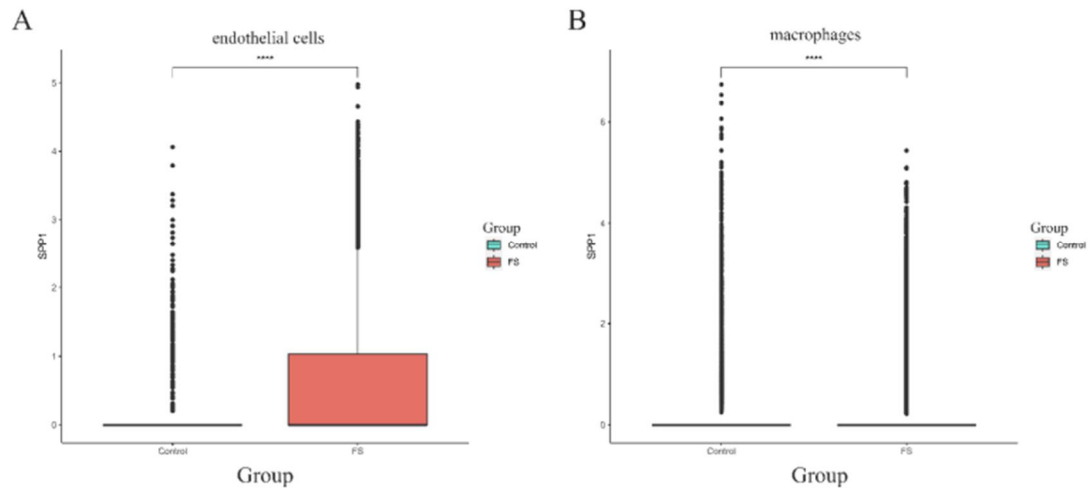 A
endothelial cells
****
5
4
3
2
1
0
SPP1
Control
FS
Group
Group
Control
FS
B
macrophages
****
6
4
2
0
SPP1
Control
FS
Group
Group
Control
FS